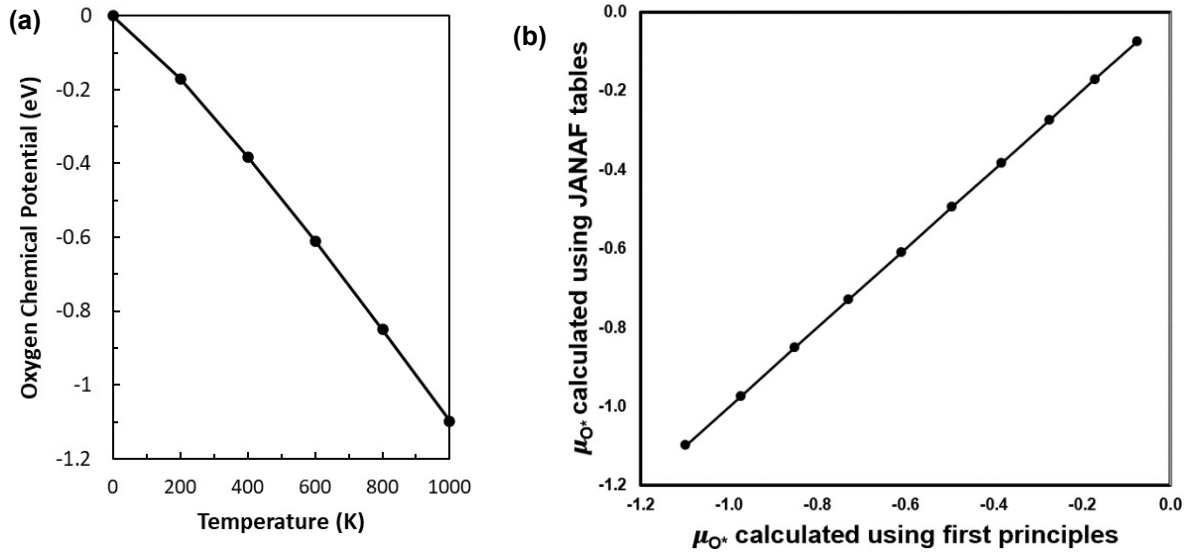 (a)
Oxygen Chemical Potential (eV)
0
-0.2
-0.4
-0.6
-0.8
-1
-1.2
0 200 400 600 800 1000
Temperature (K)
(b)
μO* calculated using JANAF tables
0.0
-0.2
-0.4
-0.6
-0.8
-1.0
-1.2
-1.2 -1.0 -0.8 -0.6 -0.4 -0.2 0.0
μO* calculated using first principles